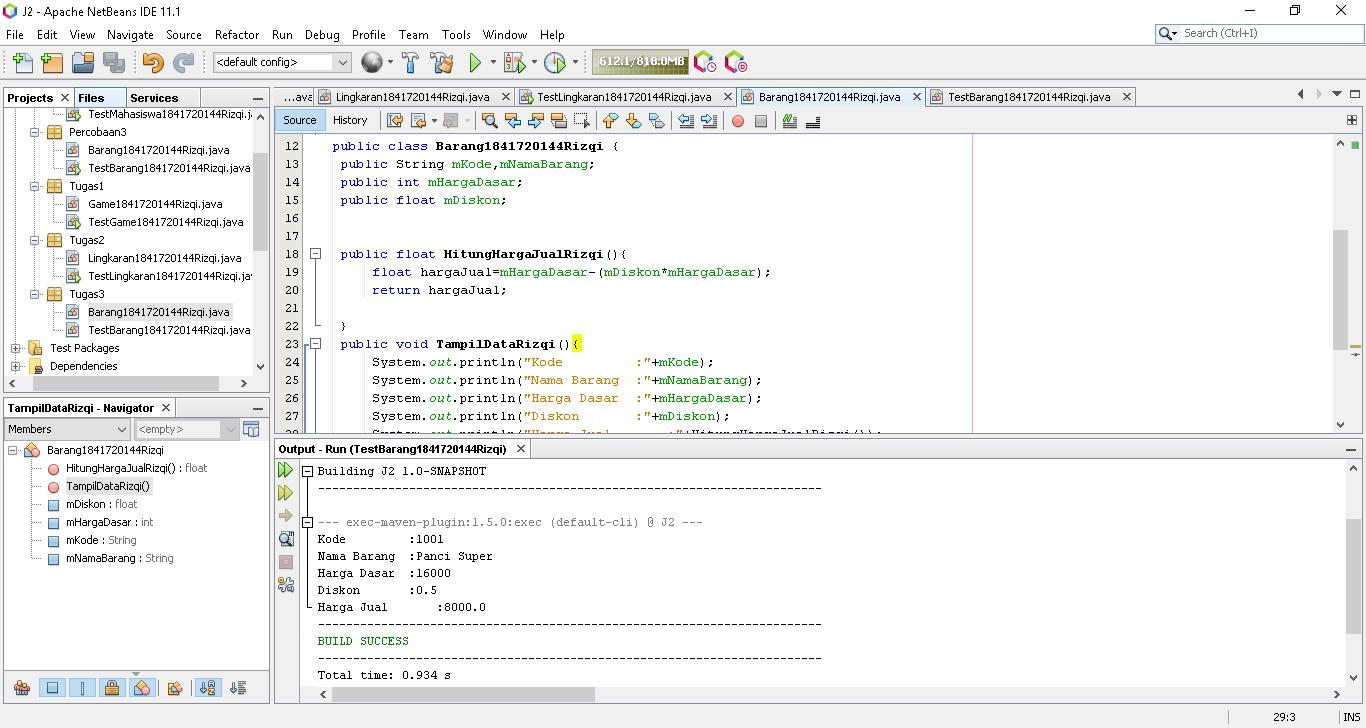 J2 - Apache NetBeans IDE 11.1
File Edit View Navigate Source Refactor Run Debug Profile Team Tools Window Help
Search (Ctrl+I)
<default config>
612.1/818.0MB
Projects Files Services
TestMahasiswa1841720144Rizqi.j
Percobaan3
Barang1841720144Rizqi.java
TestBarang1841720144Rizqi.java
Tugas1
Game1841720144Rizqi.java
TestGame1841720144Rizqi.java
Tugas2
Lingkaran1841720144Rizqi.java
TestLingkaran1841720144Rizqi.jav
Tugas3
Barang1841720144Rizqi.java
TestBarang1841720144Rizqi.java
Test Packages
Dependencies
TampilDataRizqi - Navigator
Members
<empty>
Barang1841720144Rizqi
HitungHargaJualRizqi() : float
TampilDataRizqi()
mDiskon : float
mHargaDasar : int
mKode : String
mNamaBarang : String
...ava Lingkaran1841720144Rizqi.java TestLingkaran1841720144Rizqi.java Barang1841720144Rizqi.java TestBarang1841720144Rizqi.java
Source History
12 public class Barang1841720144Rizqi {
13 public String mKode,mNamaBarang;
14 public int mHargaDasar;
15 public float mDiskon;
16
17
18 public float HitungHargaJualRizqi(){
19 float hargaJual=mHargaDasar-(mDiskon*mHargaDasar);
20 return hargaJual;
21
22 }
23 public void TampilDataRizqi(){
24 System.out.println("Kode :"+mKode);
25 System.out.println("Nama Barang :"+mNamaBarang);
26 System.out.println("Harga Dasar :"+mHargaDasar);
27 System.out.println("Diskon :"+mDiskon);
28 System.out.println("Harga Jual :"+HitungHargaJualRizqi());
Output - Run (TestBarang1841720144Rizqi)
Building J2 1.0-SNAPSHOT
------------------------------------------------------------------------
--- exec-maven-plugin:1.5.0:exec (default-cli) @ J2 ---
Kode :1001
Nama Barang :Panci Super
Harga Dasar :16000
Diskon :0.5
Harga Jual :8000.0
------------------------------------------------------------------------
BUILD SUCCESS
------------------------------------------------------------------------
Total time: 0.934 s
29:3 INS